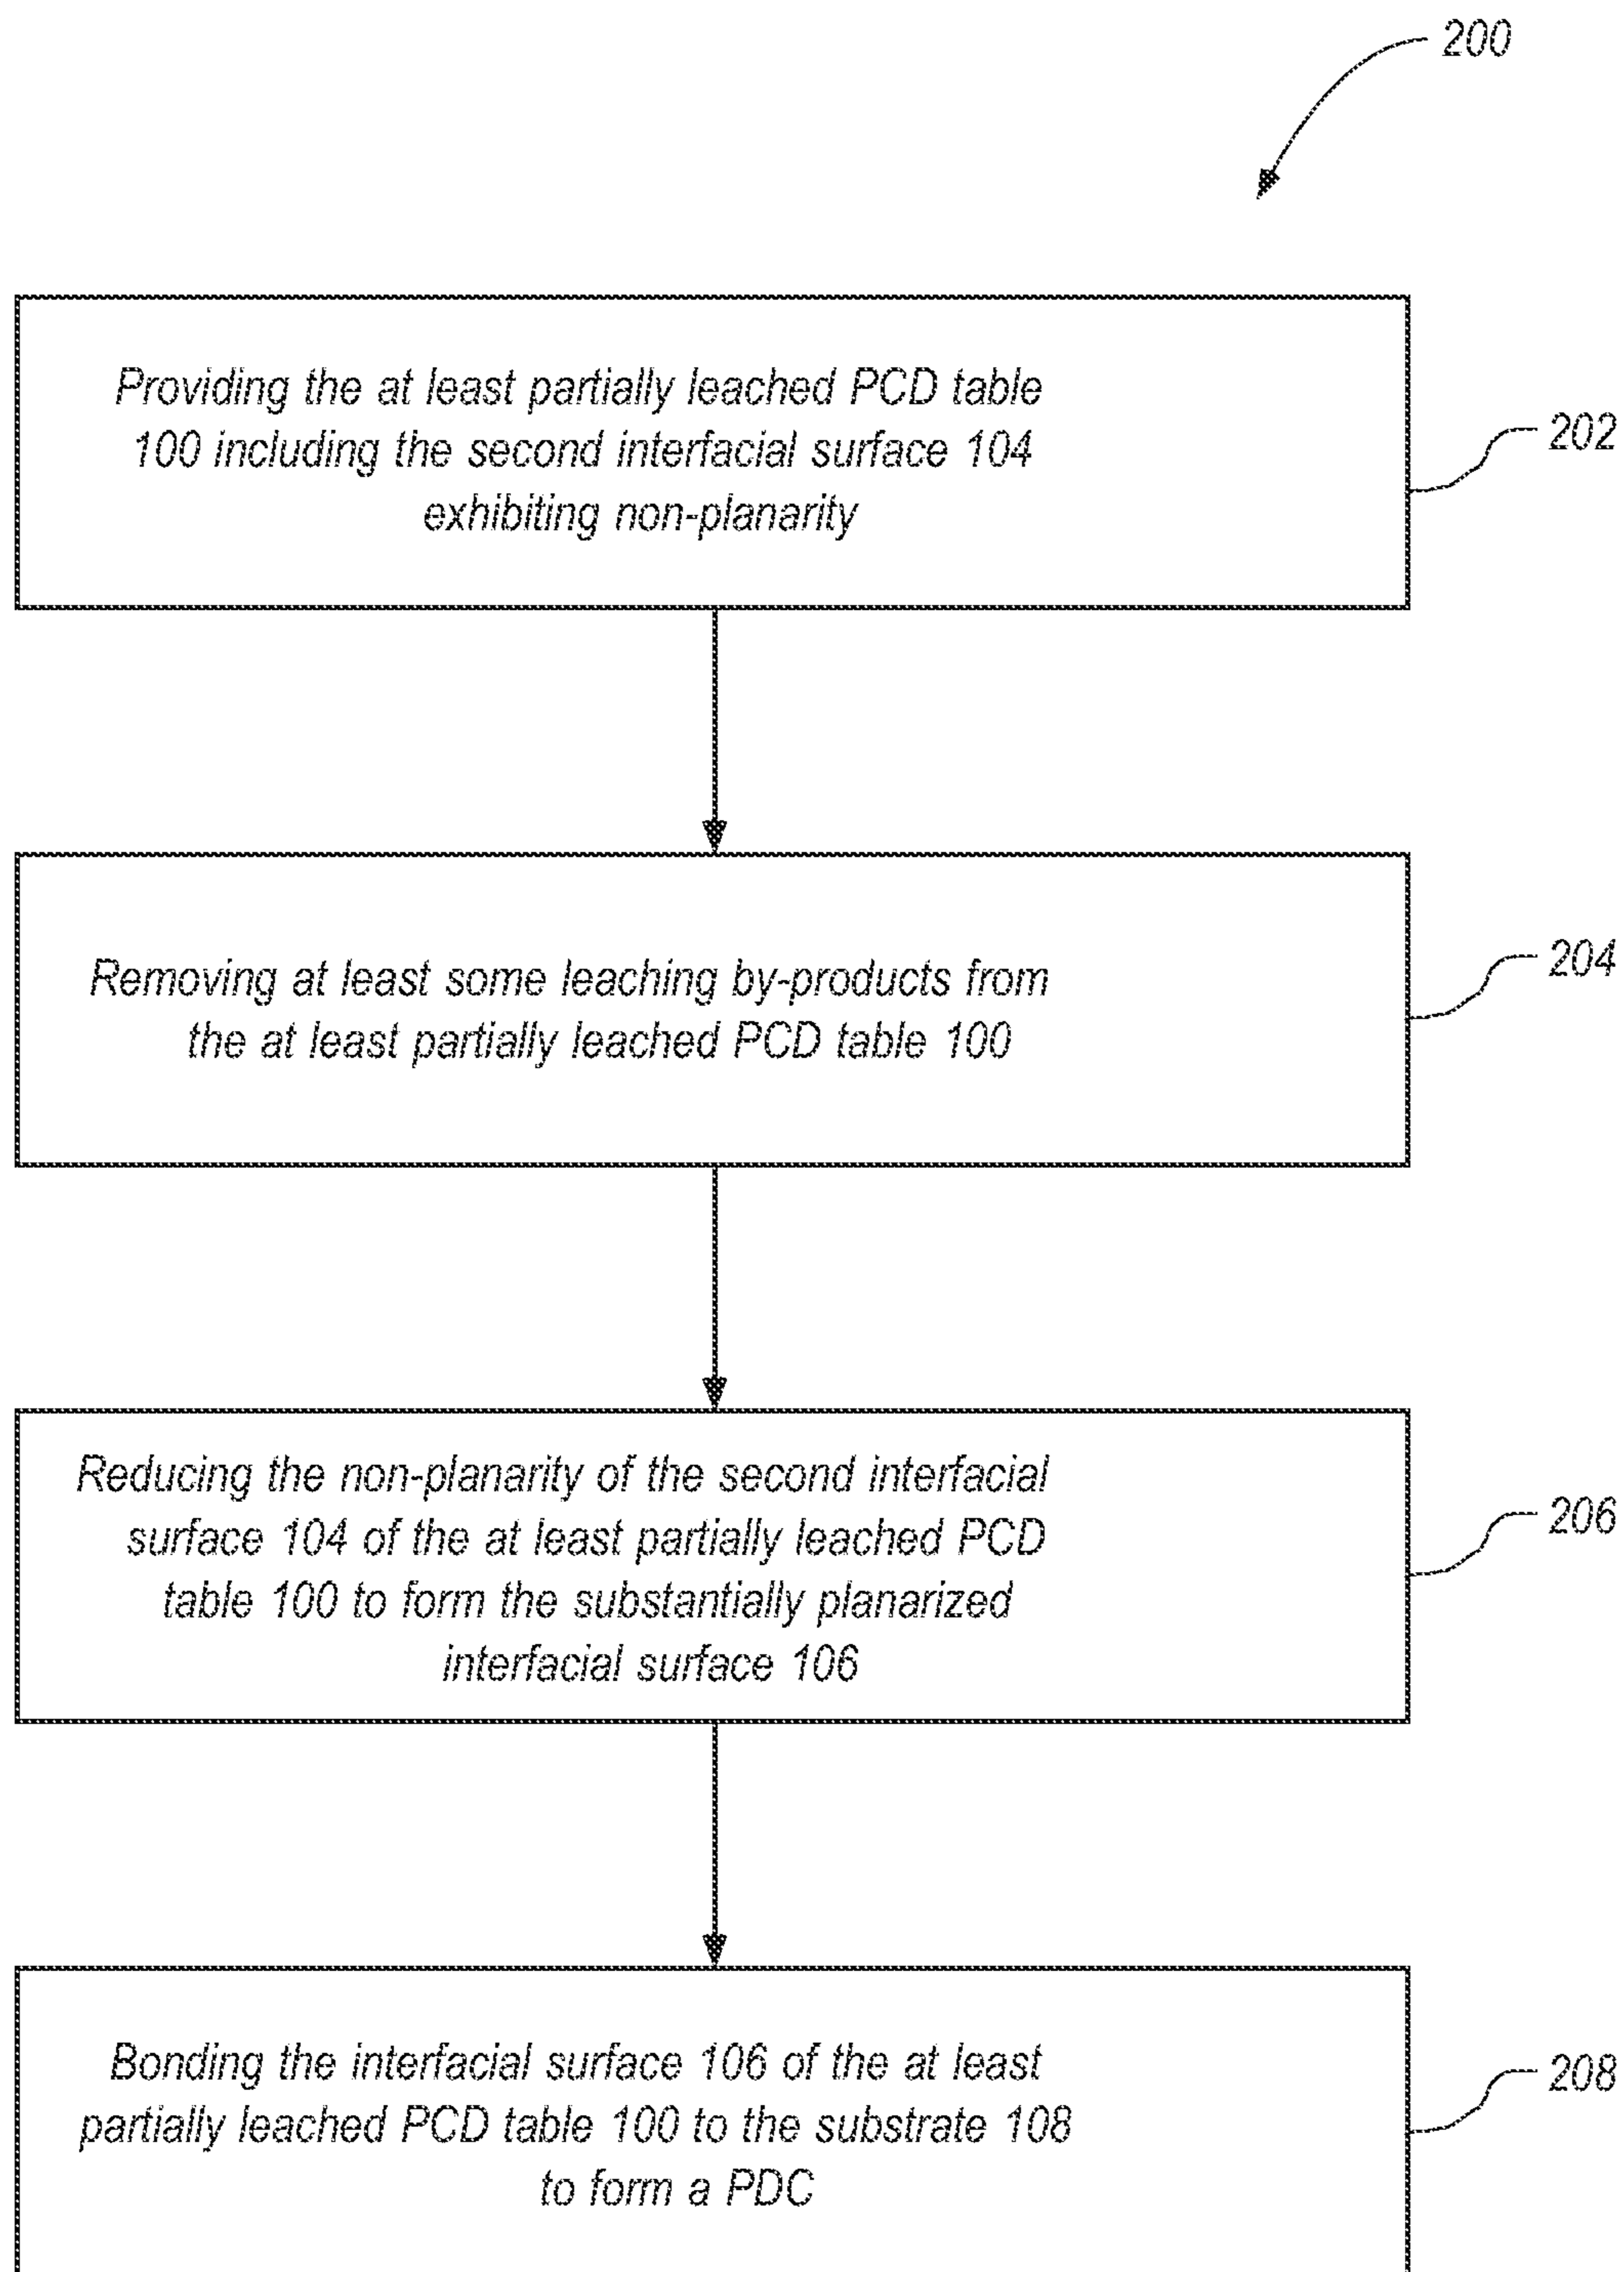 200
Providing the at least partially leached PCD table
100 including the second interfacial surface 104
exhibiting non-planarity
202
Removing at least some leaching by-products from
the at least partially leached PCD table 100
204
Reducing the non-planarity of the second interfacial
surface 104 of the at least partially leached PCD
table 100 to form the substantially planarized
interfacial surface 106
206
Bonding the interfacial surface 106 of the at least
partially leached PCD table 100 to the substrate 108
to form a PDC
208